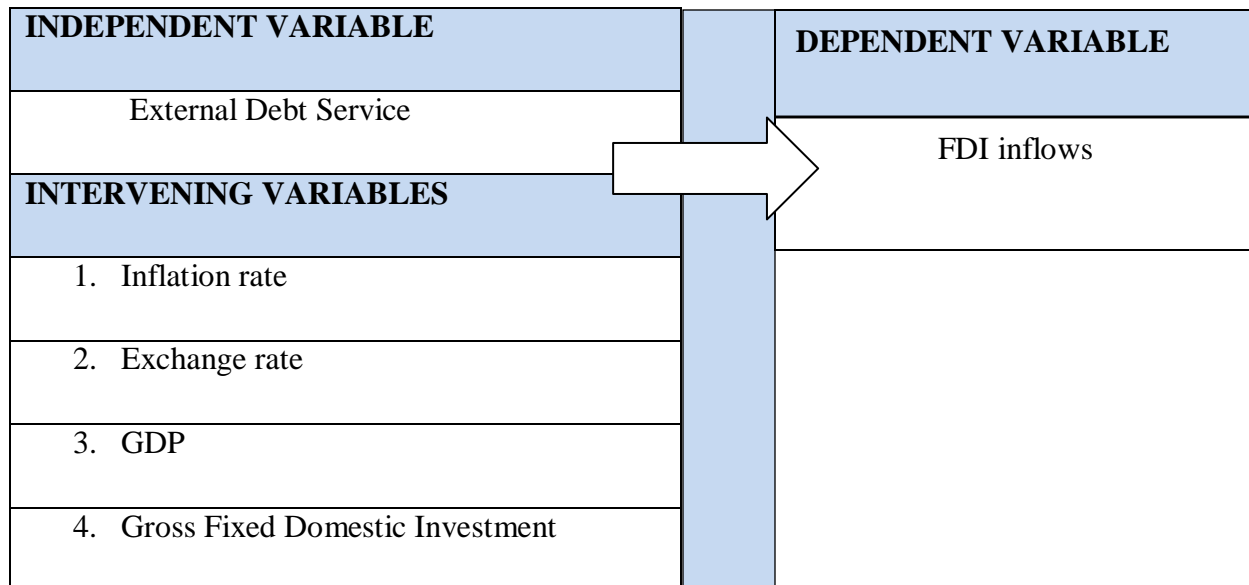 INDEPENDENT VARIABLE
External Debt Service
INTERVENING VARIABLES
1. Inflation rate
2. Exchange rate
3. GDP
4. Gross Fixed Domestic Investment
DEPENDENT VARIABLE
FDI inflows